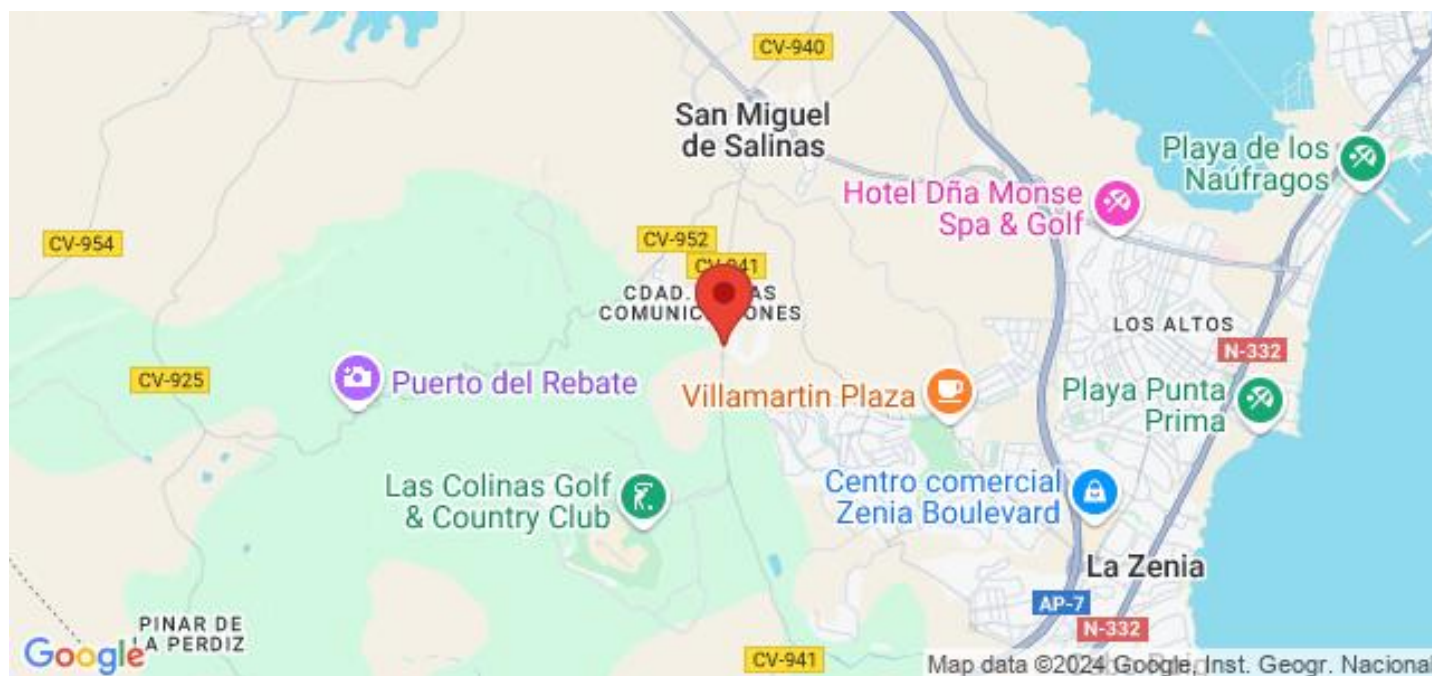 CV-940
San Miguel
de Salinas
Playa de los
Naúfragos
Hotel Dña Monse
Spa & Golf
CV-954
CV-952
CV-941
CDAD.
COMUNICACIONES
LOS ALTOS
N-332
CV-925
Puerto del Rebate
Villamartin Plaza
Playa Punta
Prima
Las Colinas Golf
& Country Club
Centro comercial
Zenia Boulevard
La Zenia
AP-7
N-332
PINAR DE
LA PERDIZ
Google
CV-941
Map data ©2024 Google, Inst. Geogr. Nacional